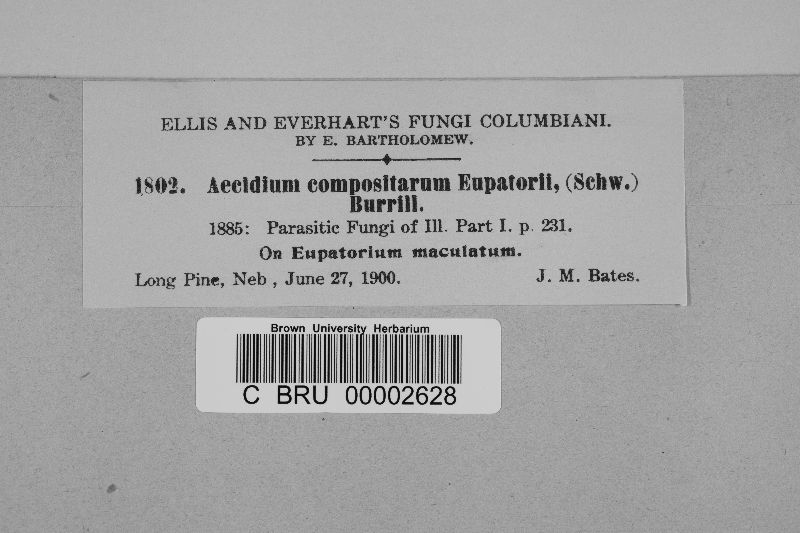 ELLIS AND EVERHART'S FUNGI COLUMBIANI.
BY E. BARTHOLOMEW.
1802. Aecidium compositarum Eupatorii, (Schw.)
Burrill.
1885: Parasitic Fungi of Ill. Part I. p. 231.
On Eupatorium maculatum.
Long Pine, Neb , June 27, 1900. J. M. Bates.
Brown University Herbarium
C BRU 00002628